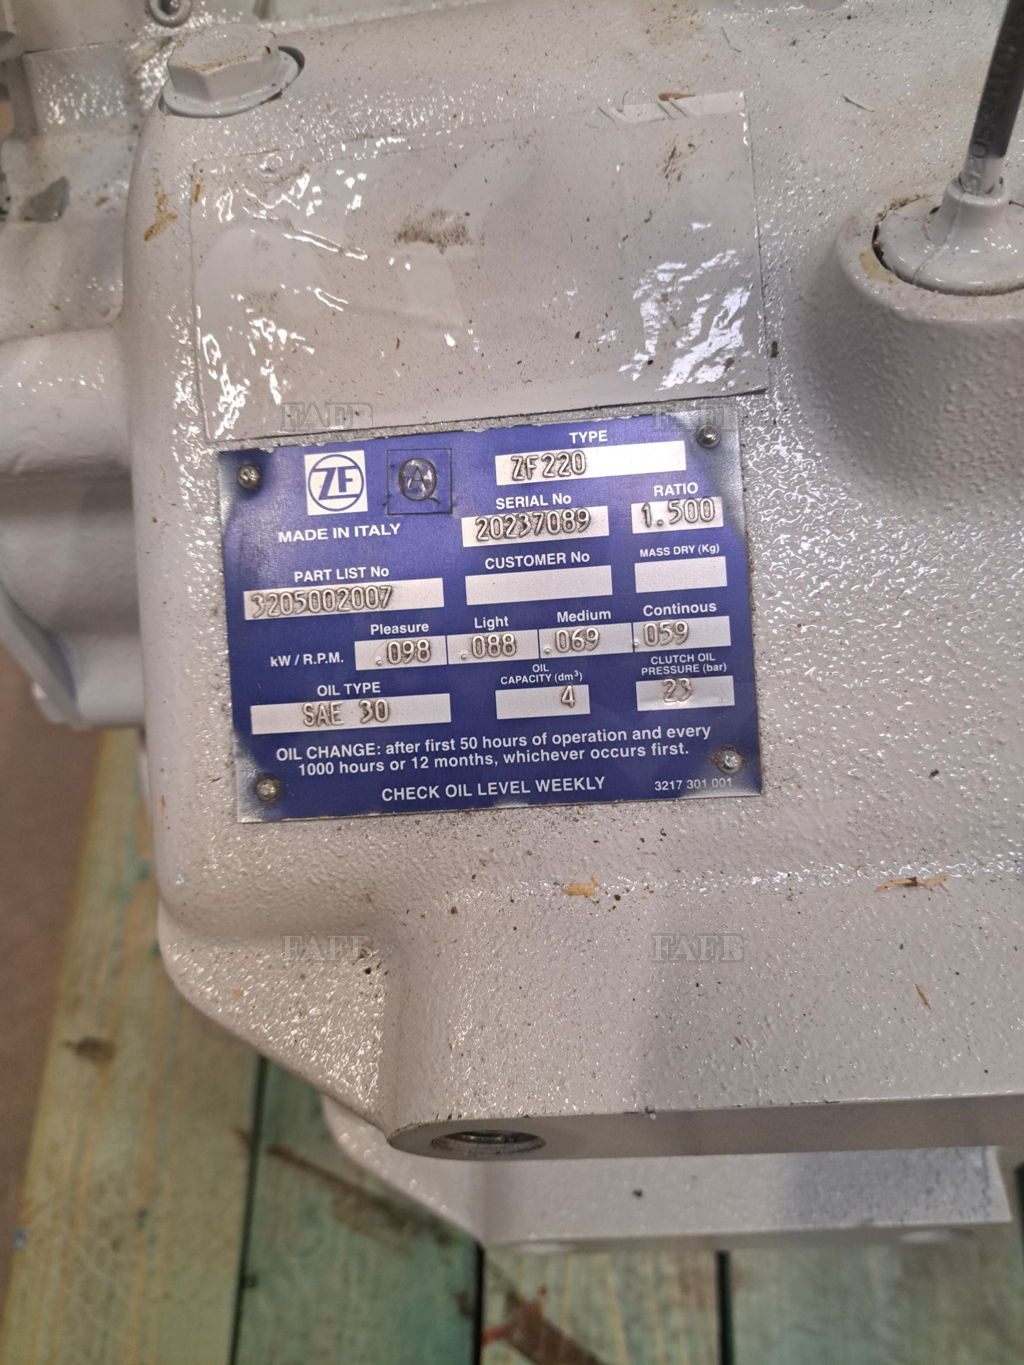 FAFB FAFB
TYPE
ZF QA ZF220
SERIAL No RATIO
MADE IN ITALY 20237089 1.500
PART LIST No CUSTOMER No MASS DRY (Kg)
3205002007
Pleasure Light Medium Continous
kW / R.P.M. .098 .088 .069 .059
OIL TYPE OIL CAPACITY (dm³) CLUTCH OIL PRESSURE (bar)
SAE 30 4 23
OIL CHANGE: after first 50 hours of operation and every
1000 hours or 12 months, whichever occurs first.
CHECK OIL LEVEL WEEKLY 3217 301 001
FAFB FAFB